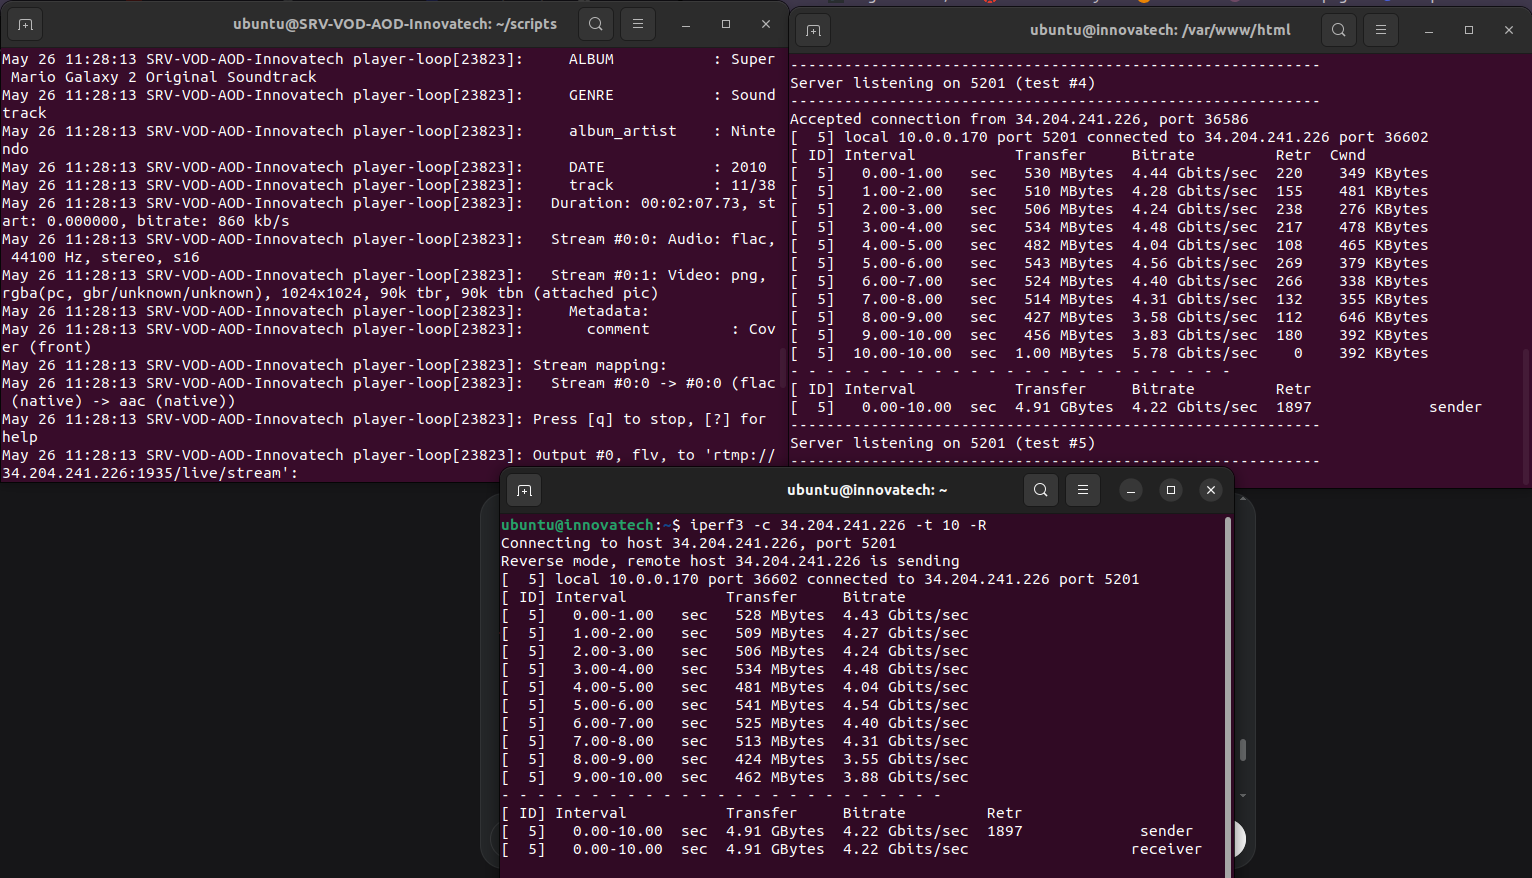 ubuntu@SRV-VOD-AOD-Innovatech: ~/scripts
May 26 11:28:13 SRV-VOD-AOD-Innovatech player-loop[23823]:     ALBUM           : Super
 Mario Galaxy 2 Original Soundtrack
May 26 11:28:13 SRV-VOD-AOD-Innovatech player-loop[23823]:     GENRE           : Sound
track
May 26 11:28:13 SRV-VOD-AOD-Innovatech player-loop[23823]:     album_artist    : Ninte
ndo
May 26 11:28:13 SRV-VOD-AOD-Innovatech player-loop[23823]:     DATE            : 2010
May 26 11:28:13 SRV-VOD-AOD-Innovatech player-loop[23823]:     track           : 11/38
May 26 11:28:13 SRV-VOD-AOD-Innovatech player-loop[23823]:   Duration: 00:02:07.73, st
art: 0.000000, bitrate: 860 kb/s
May 26 11:28:13 SRV-VOD-AOD-Innovatech player-loop[23823]:   Stream #0:0: Audio: flac,
 44100 Hz, stereo, s16
May 26 11:28:13 SRV-VOD-AOD-Innovatech player-loop[23823]:   Stream #0:1: Video: png,
rgba(pc, gbr/unknown/unknown), 1024x1024, 90k tbr, 90k tbn (attached pic)
May 26 11:28:13 SRV-VOD-AOD-Innovatech player-loop[23823]:     Metadata:
May 26 11:28:13 SRV-VOD-AOD-Innovatech player-loop[23823]:       comment         : Cov
er (front)
May 26 11:28:13 SRV-VOD-AOD-Innovatech player-loop[23823]: Stream mapping:
May 26 11:28:13 SRV-VOD-AOD-Innovatech player-loop[23823]:   Stream #0:0 -> #0:0 (flac
 (native) -> aac (native))
May 26 11:28:13 SRV-VOD-AOD-Innovatech player-loop[23823]: Press [q] to stop, [?] for
help
May 26 11:28:13 SRV-VOD-AOD-Innovatech player-loop[23823]: Output #0, flv, to 'rtmp://
34.204.241.226:1935/live/stream':
ubuntu@innovatech: /var/www/html
-----------------------------------------------------------
Server listening on 5201 (test #4)
-----------------------------------------------------------
Accepted connection from 34.204.241.226, port 36586
[  5] local 10.0.0.170 port 5201 connected to 34.204.241.226 port 36602
[ ID] Interval           Transfer     Bitrate         Retr  Cwnd
[  5]   0.00-1.00   sec   530 MBytes  4.44 Gbits/sec  220    349 KBytes
[  5]   1.00-2.00   sec   510 MBytes  4.28 Gbits/sec  155    481 KBytes
[  5]   2.00-3.00   sec   506 MBytes  4.24 Gbits/sec  238    276 KBytes
[  5]   3.00-4.00   sec   534 MBytes  4.48 Gbits/sec  217    478 KBytes
[  5]   4.00-5.00   sec   482 MBytes  4.04 Gbits/sec  108    465 KBytes
[  5]   5.00-6.00   sec   543 MBytes  4.56 Gbits/sec  269    379 KBytes
[  5]   6.00-7.00   sec   524 MBytes  4.40 Gbits/sec  266    338 KBytes
[  5]   7.00-8.00   sec   514 MBytes  4.31 Gbits/sec  132    355 KBytes
[  5]   8.00-9.00   sec   427 MBytes  3.58 Gbits/sec  112    646 KBytes
[  5]   9.00-10.00  sec   456 MBytes  3.83 Gbits/sec  180    392 KBytes
[  5]  10.00-10.00  sec  1.00 MBytes  5.78 Gbits/sec    0    392 KBytes
- - - - - - - - - - - - - - - - - - - - - - - - -
[ ID] Interval           Transfer     Bitrate         Retr
[  5]   0.00-10.00  sec  4.91 GBytes  4.22 Gbits/sec  1897             sender
-----------------------------------------------------------
Server listening on 5201 (test #5)
-----------------------------------------------------------
ubuntu@innovatech: ~
ubuntu@innovatech:~$ iperf3 -c 34.204.241.226 -t 10 -R
Connecting to host 34.204.241.226, port 5201
Reverse mode, remote host 34.204.241.226 is sending
[  5] local 10.0.0.170 port 36602 connected to 34.204.241.226 port 5201
[ ID] Interval           Transfer     Bitrate
[  5]   0.00-1.00   sec   528 MBytes  4.43 Gbits/sec
[  5]   1.00-2.00   sec   509 MBytes  4.27 Gbits/sec
[  5]   2.00-3.00   sec   506 MBytes  4.24 Gbits/sec
[  5]   3.00-4.00   sec   534 MBytes  4.48 Gbits/sec
[  5]   4.00-5.00   sec   481 MBytes  4.04 Gbits/sec
[  5]   5.00-6.00   sec   541 MBytes  4.54 Gbits/sec
[  5]   6.00-7.00   sec   525 MBytes  4.40 Gbits/sec
[  5]   7.00-8.00   sec   513 MBytes  4.31 Gbits/sec
[  5]   8.00-9.00   sec   424 MBytes  3.55 Gbits/sec
[  5]   9.00-10.00  sec   462 MBytes  3.88 Gbits/sec
- - - - - - - - - - - - - - - - - - - - - - - - -
[ ID] Interval           Transfer     Bitrate         Retr
[  5]   0.00-10.00  sec  4.91 GBytes  4.22 Gbits/sec  1897             sender
[  5]   0.00-10.00  sec  4.91 GBytes  4.22 Gbits/sec                  receiver